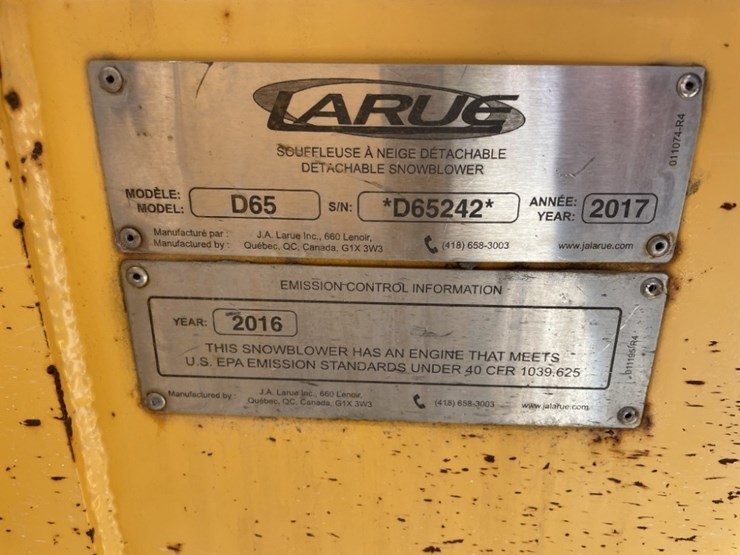 LARUE
SOUFFLEUSE À NEIGE DÉTACHABLE
DETACHABLE SNOWBLOWER
MODÈLE:
MODEL:
D65
S/N:
*D65242*
ANNÉE:
YEAR:
2017
Manufacturé par :
Manufactured by :
J.A. Larue Inc., 660 Lenoir,
Québec, QC, Canada, G1X 3W3
(418) 658-3003
www.jalarue.com
011074-R4
EMISSION CONTROL INFORMATION
YEAR:
2016
THIS SNOWBLOWER HAS AN ENGINE THAT MEETS
U.S. EPA EMISSION STANDARDS UNDER 40 CFR 1039.625
Manufactured by :
J.A. Larue Inc., 660 Lenoir,
Québec, QC, Canada, G1X 3W3
(418) 658-3003
www.jalarue.com